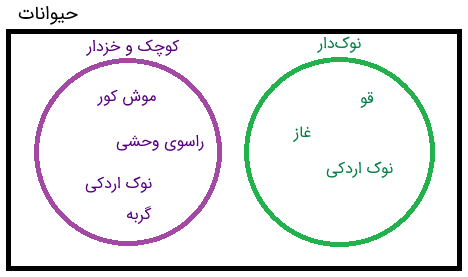 حیوانات
نوک‌دار
قو
غاز
نوک اردکی
کوچک و خزدار
موش کور
راسوی وحشی
نوک اردکی
گربه